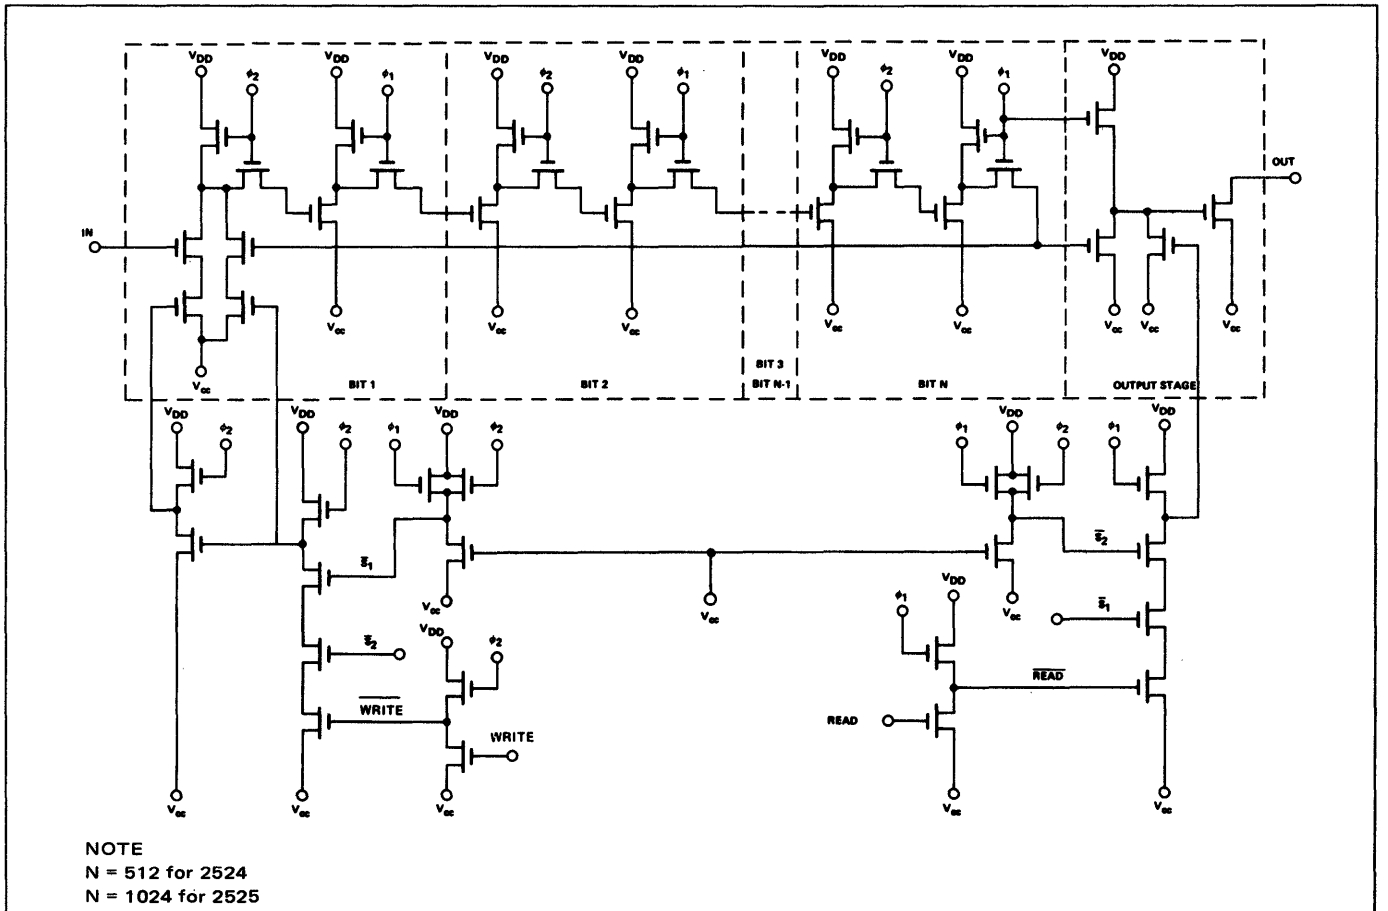 VDD φ2 VDD φ1 VDD φ2 VDD φ1 VDD φ2 VDD φ1 VDD
OUT
IN
Vcc Vcc Vcc Vcc Vcc Vcc Vcc Vcc
Vcc
BIT 1 BIT 2 BIT 3 BIT N-1 BIT N OUTPUT STAGE
VDD φ2 VDD φ2 φ1 VDD φ2 φ1 VDD φ2 φ1 VDD
S̅1 S̅2
Vcc Vcc Vcc
φ1 VDD S̅1
VDD φ2
S̅2
R̅E̅A̅D̅
W̅R̅I̅T̅E̅
WRITE READ
Vcc Vcc Vcc Vcc Vcc
NOTE
N = 512 for 2524
N = 1024 for 2525